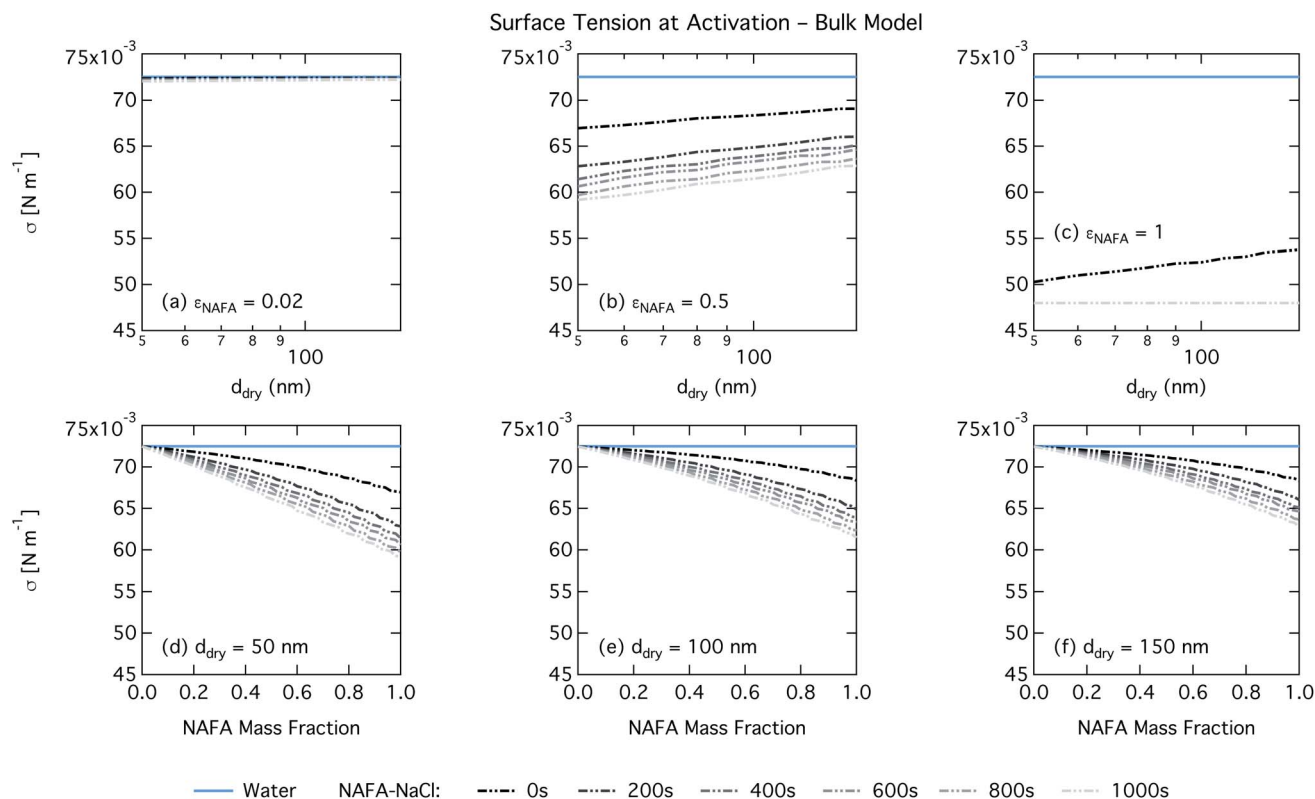 Surface Tension at Activation – Bulk Model
75x10⁻³
70
65
60
55
50
45
σ [N m⁻¹]
(a) ε_NAFA = 0.02
5 6 7 8 9
100
d_dry (nm)
75x10⁻³
70
65
60
55
50
45
(b) ε_NAFA = 0.5
5 6 7 8 9
100
d_dry (nm)
75x10⁻³
70
65
60
55
50
45
(c) ε_NAFA = 1
5 6 7 8 9
100
d_dry (nm)
75x10⁻³
70
65
60
55
50
45
σ [N m⁻¹]
(d) d_dry = 50 nm
0.0 0.2 0.4 0.6 0.8 1.0
NAFA Mass Fraction
75x10⁻³
70
65
60
55
50
45
(e) d_dry = 100 nm
0.0 0.2 0.4 0.6 0.8 1.0
NAFA Mass Fraction
75x10⁻³
70
65
60
55
50
45
(f) d_dry = 150 nm
0.0 0.2 0.4 0.6 0.8 1.0
NAFA Mass Fraction
Water NAFA-NaCl: 0s 200s 400s 600s 800s 1000s